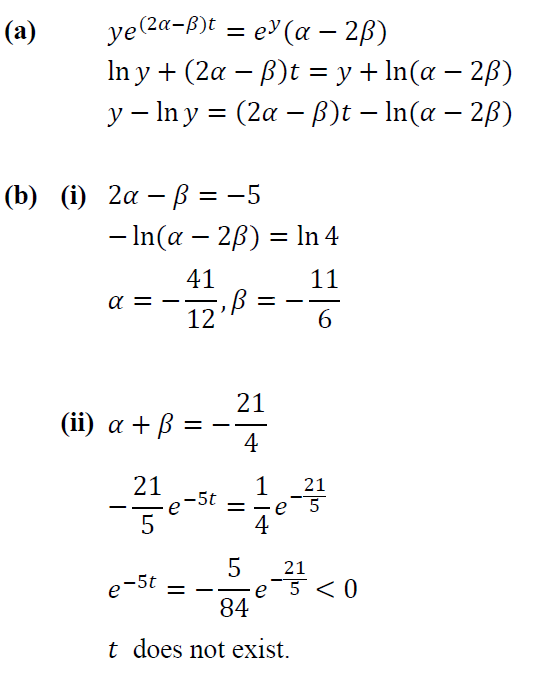 (a) ye^{(2α−β)t} = e^y(α − 2β)
ln y + (2α − β)t = y + ln(α − 2β)
y − ln y = (2α − β)t − ln(α − 2β)
(b) (i) 2α − β = −5
− ln(α − 2β) = ln 4
α = −41/12, β = −11/6
(ii) α + β = −21/4
−21/5 e^{−5t} = 1/4 e^{−21/5}
e^{−5t} = −5/84 e^{−21/5} < 0
t does not exist.